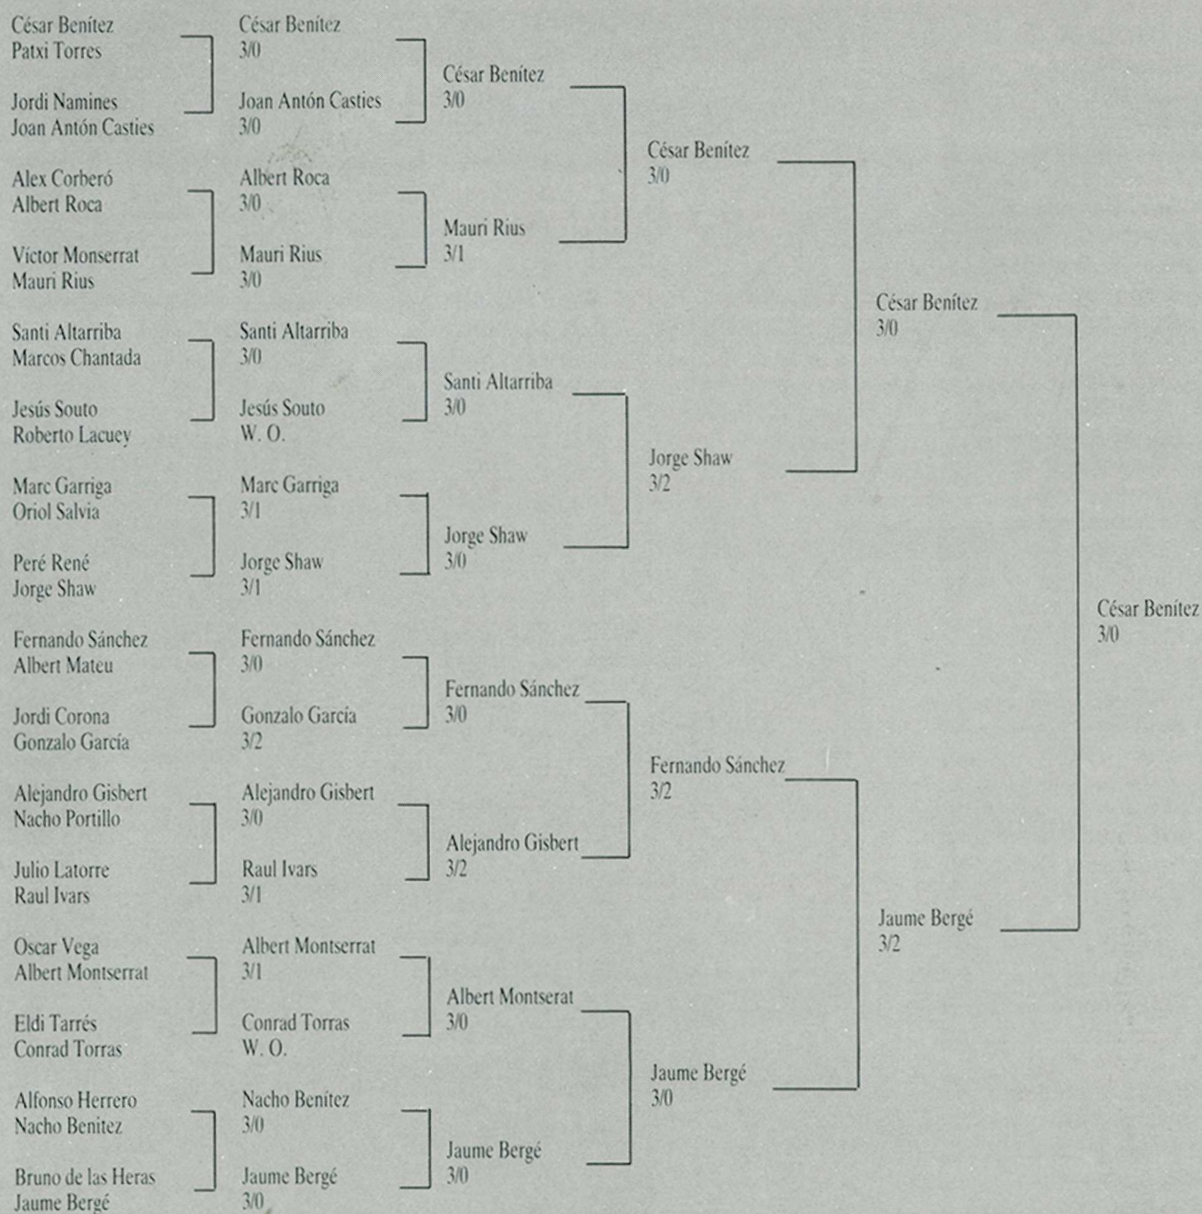 César Benítez
Patxi Torres
Jordi Namines
Joan Antón Casties
Alex Corberó
Albert Roca
Víctor Monserrat
Mauri Rius
Santi Altarriba
Marcos Chantada
Jesús Souto
Roberto Lacuey
Marc Garriga
Oriol Salvia
Peré René
Jorge Shaw
Fernando Sánchez
Albert Mateu
Jordi Corona
Gonzalo García
Alejandro Gisbert
Nacho Portillo
Julio Latorre
Raul Ivars
Oscar Vega
Albert Montserrat
Eldi Tarrés
Conrad Torras
Alfonso Herrero
Nacho Benitez
Bruno de las Heras
Jaume Bergé
César Benítez
3/0
Joan Antón Casties
3/0
Albert Roca
3/0
Mauri Rius
3/0
Santi Altarriba
3/0
Jesús Souto
W. O.
Marc Garriga
3/1
Jorge Shaw
3/1
Fernando Sánchez
3/0
Gonzalo García
3/2
Alejandro Gisbert
3/0
Raul Ivars
3/1
Albert Montserrat
3/1
Conrad Torras
W. O.
Nacho Benítez
3/0
Jaume Bergé
3/0
César Benítez
3/0
Mauri Rius
3/1
Santi Altarriba
3/0
Jorge Shaw
3/0
Fernando Sánchez
3/0
Alejandro Gisbert
3/2
Albert Montserat
3/0
Jaume Bergé
3/0
César Benítez
3/0
Jorge Shaw
3/2
Fernando Sánchez
3/2
Jaume Bergé
3/0
César Benítez
3/0
Jaume Bergé
3/2
César Benítez
3/0